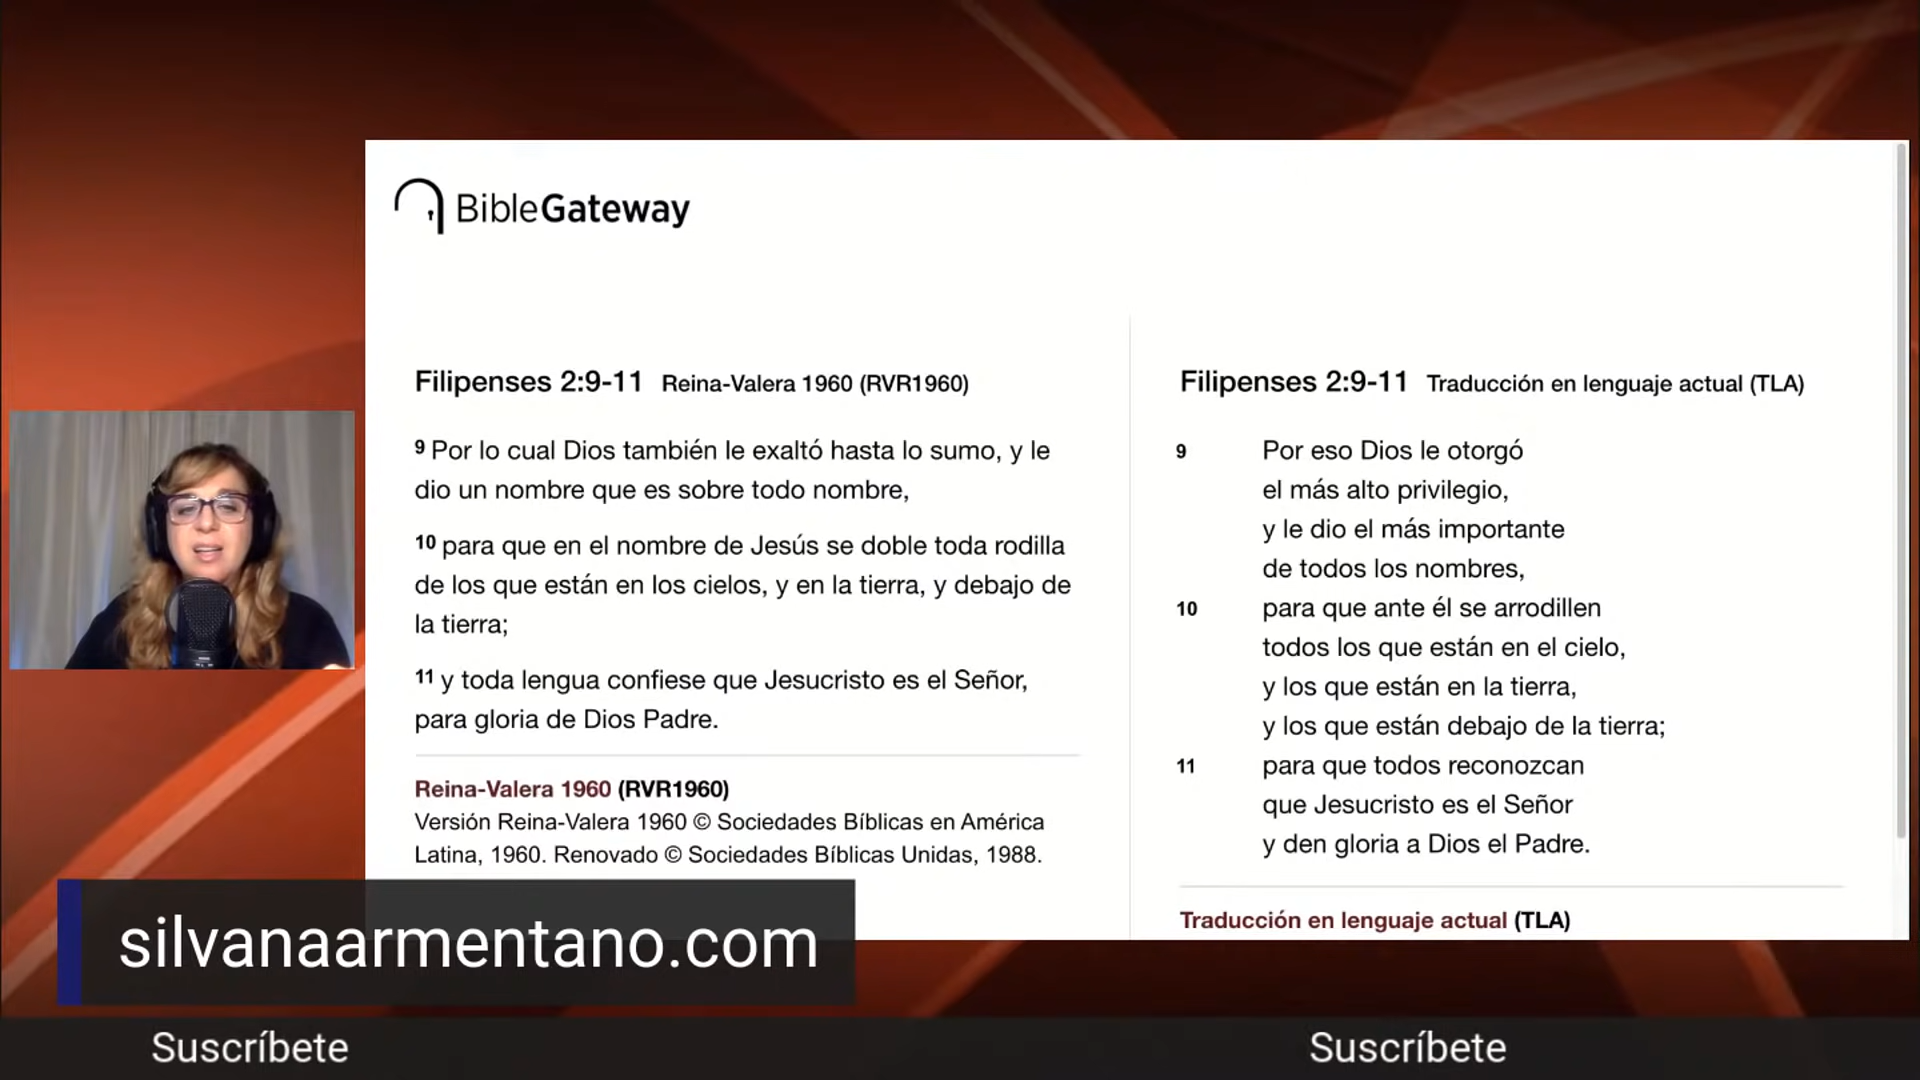 BibleGateway
Filipenses 2:9-11 Reina-Valera 1960 (RVR1960)
9 Por lo cual Dios también le exaltó hasta lo sumo, y le
dio un nombre que es sobre todo nombre,
10 para que en el nombre de Jesús se doble toda rodilla
de los que están en los cielos, y en la tierra, y debajo de
la tierra;
11 y toda lengua confiese que Jesucristo es el Señor,
para gloria de Dios Padre.
Reina-Valera 1960 (RVR1960)
Versión Reina-Valera 1960 © Sociedades Bíblicas en América
Latina, 1960. Renovado © Sociedades Bíblicas Unidas, 1988.
Filipenses 2:9-11 Traducción en lenguaje actual (TLA)
9 Por eso Dios le otorgó
el más alto privilegio,
y le dio el más importante
de todos los nombres,
10 para que ante él se arrodillen
todos los que están en el cielo,
y los que están en la tierra,
y los que están debajo de la tierra;
11 para que todos reconozcan
que Jesucristo es el Señor
y den gloria a Dios el Padre.
Traducción en lenguaje actual (TLA)
silvanaarmentano.com
Suscríbete Suscríbete